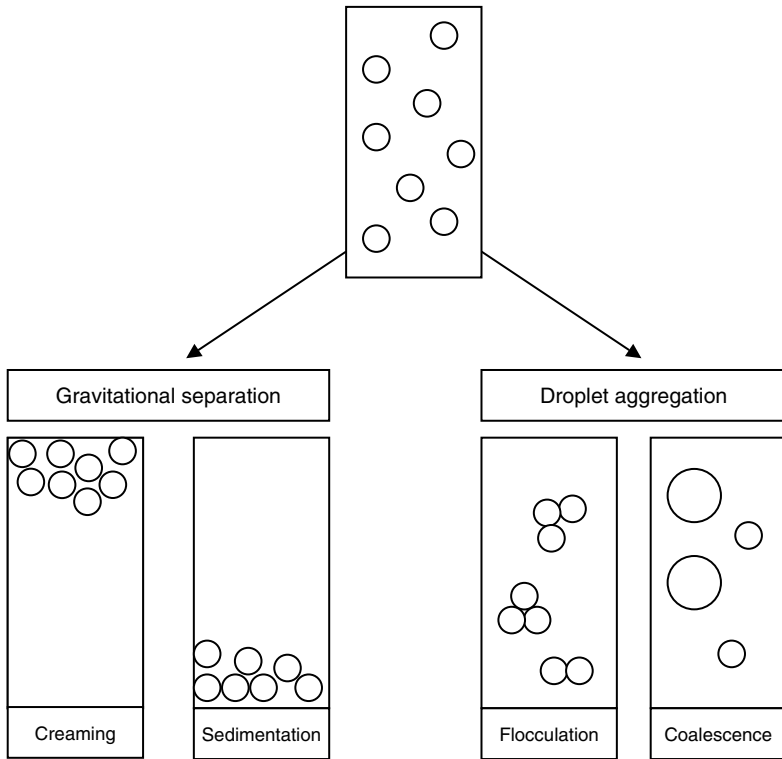 Gravitational separation
Droplet aggregation
Creaming
Sedimentation
Flocculation
Coalescence